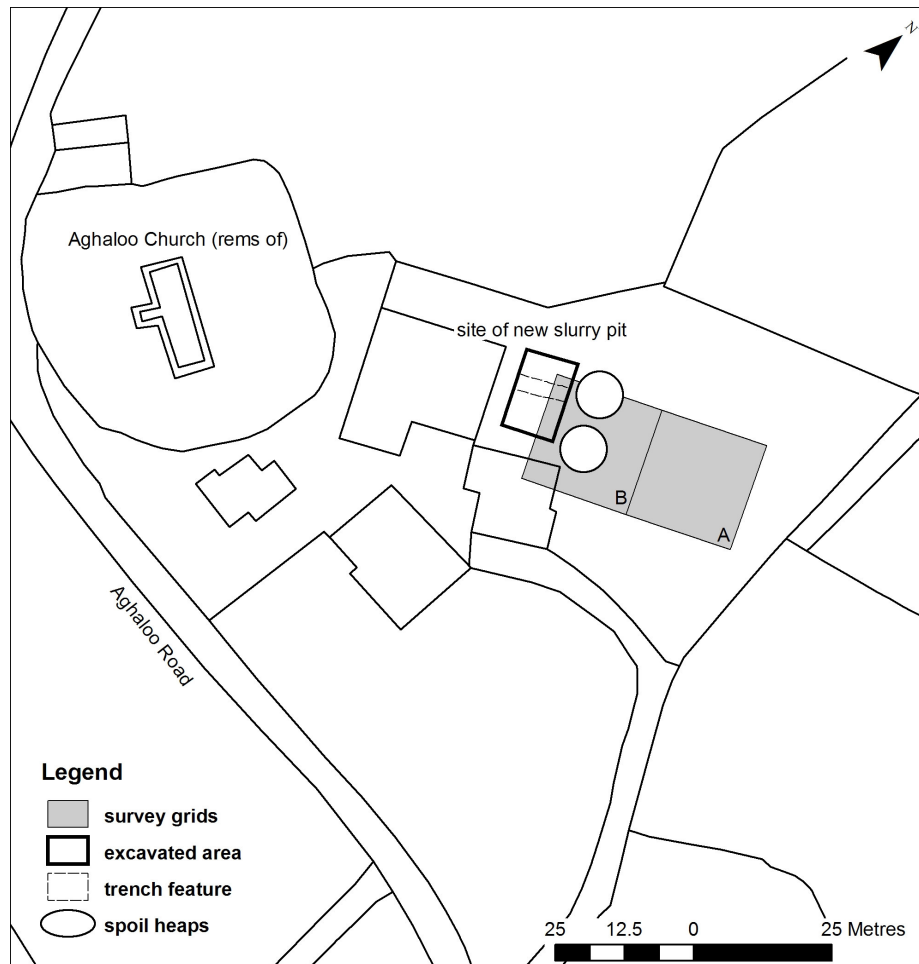 N
Aghaloo Church (rems of)
site of new slurry pit
B
A
Aghaloo Road
Legend
survey grids
excavated area
trench feature
spoil heaps
25 12.5 0 25 Metres